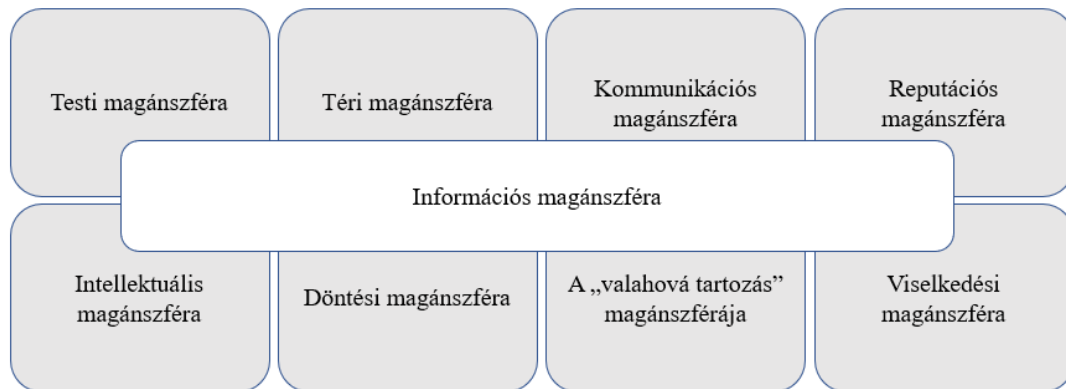 Testi magánszféra
Téri magánszféra
Kommunikációs
magánszféra
Reputációs
magánszféra
Információs magánszféra
Intellektuális
magánszféra
Döntési magánszféra
A „valahová tartozás”
magánszférája
Viselkedési
magánszféra